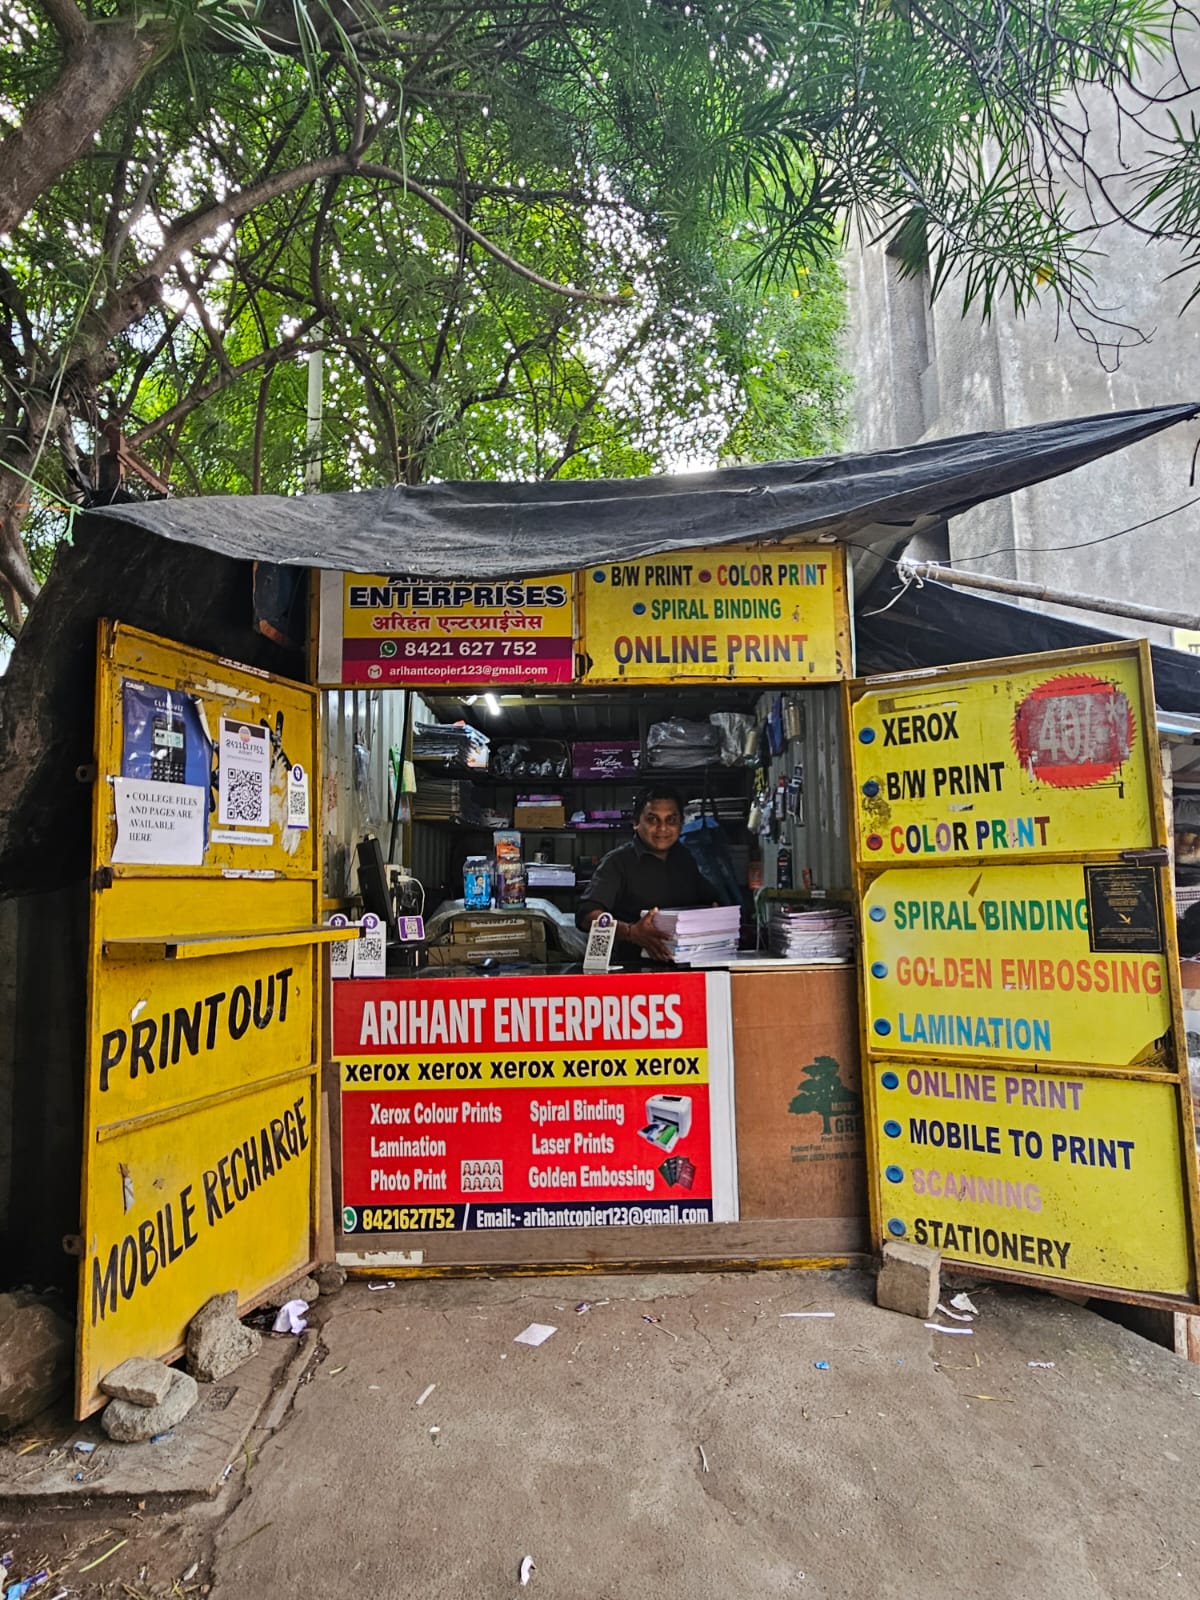 ENTERPRISES
अरिहंत एन्टरप्राईजेस
8421 627 752
arihantcopier123@gmail.com
B/W PRINT COLOR PRINT
SPIRAL BINDING
ONLINE PRINT
CASIO
8421627752
• COLLEGE FILES
AND PAGES ARE
AVAILABLE
HERE
PRINTOUT
MOBILE RECHARGE
ARIHANT ENTERPRISES
xerox xerox xerox xerox xerox
Xerox Colour Prints
Lamination
Photo Print
Spiral Binding
Laser Prints
Golden Embossing
8421627752 / Email:- arihantcopier123@gmail.com
XEROX
40/-*
B/W PRINT
COLOR PRINT
SPIRAL BINDING
GOLDEN EMBOSSING
LAMINATION
ONLINE PRINT
MOBILE TO PRINT
SCANNING
STATIONERY